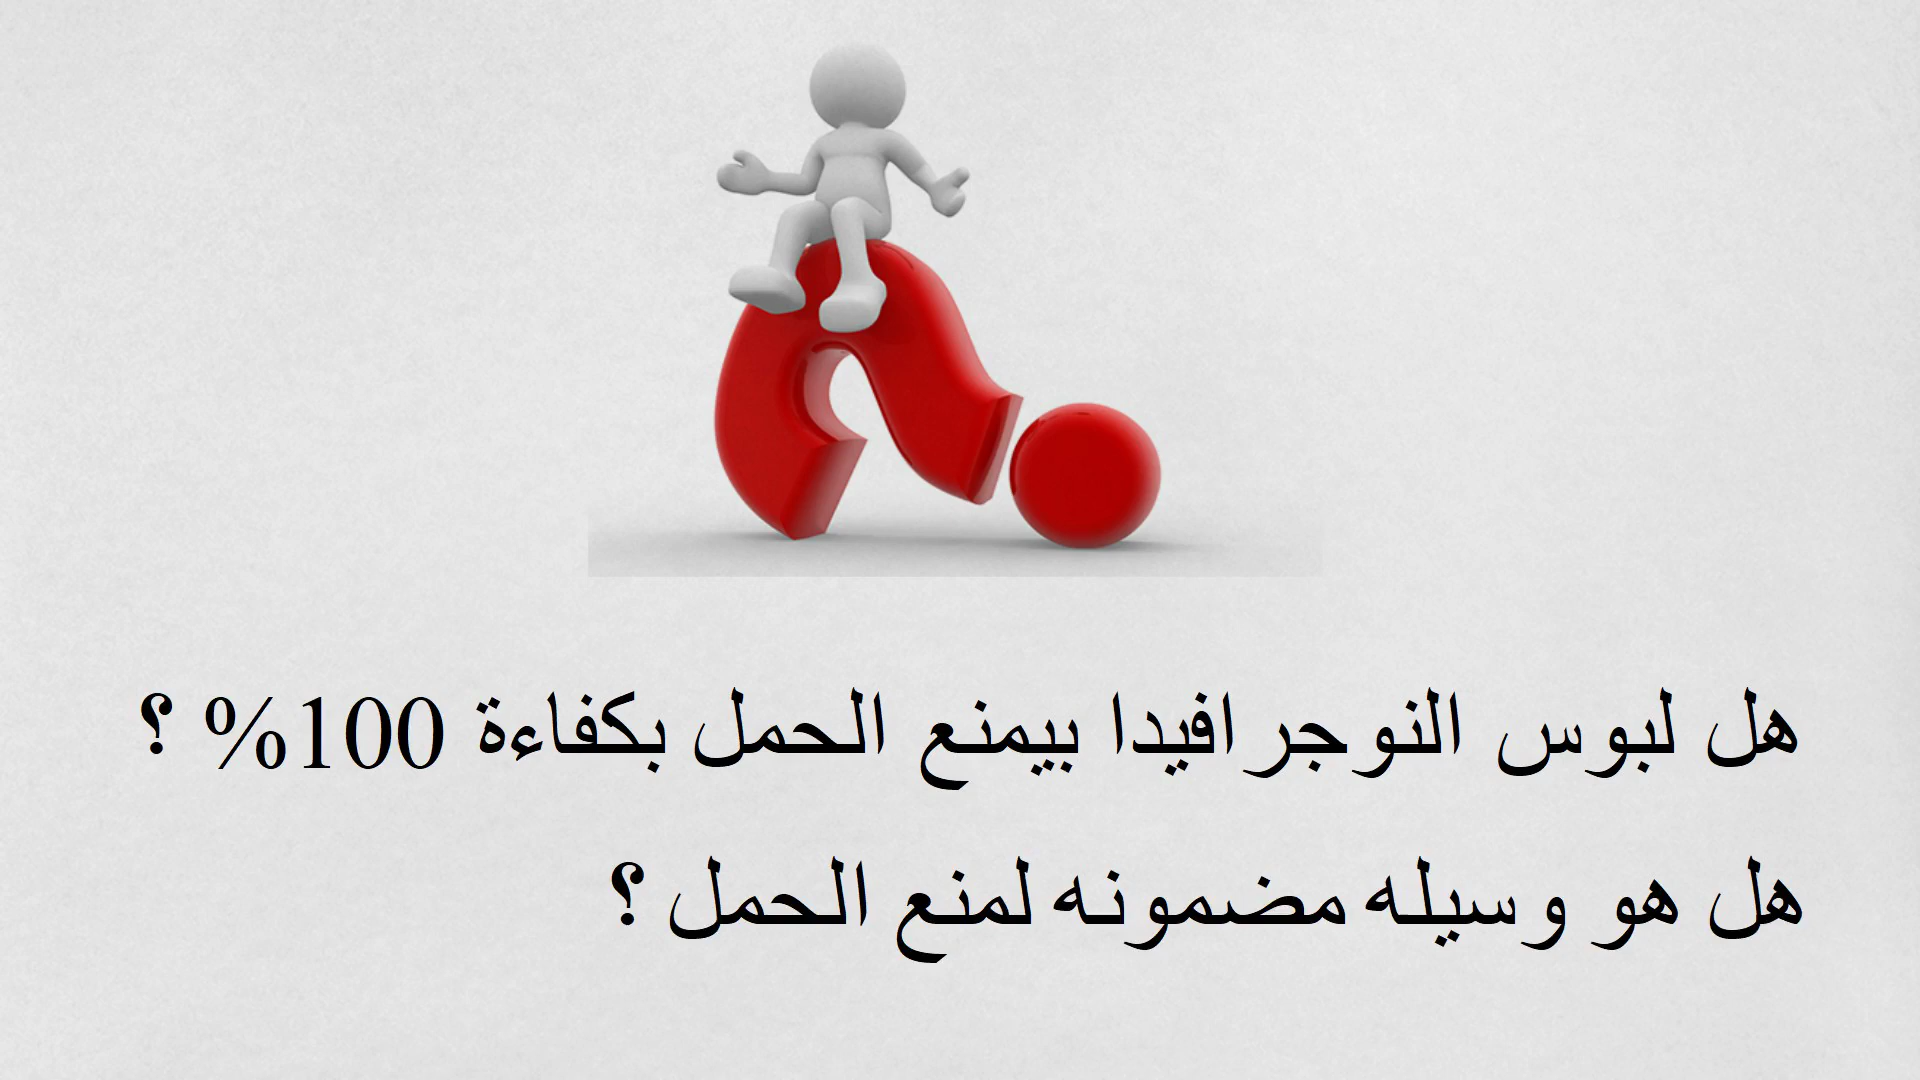 هل لبوس النوجرافيدا بيمنع الحمل بكفاءة 100% ؟
هل هو وسيله مضمونه لمنع الحمل ؟